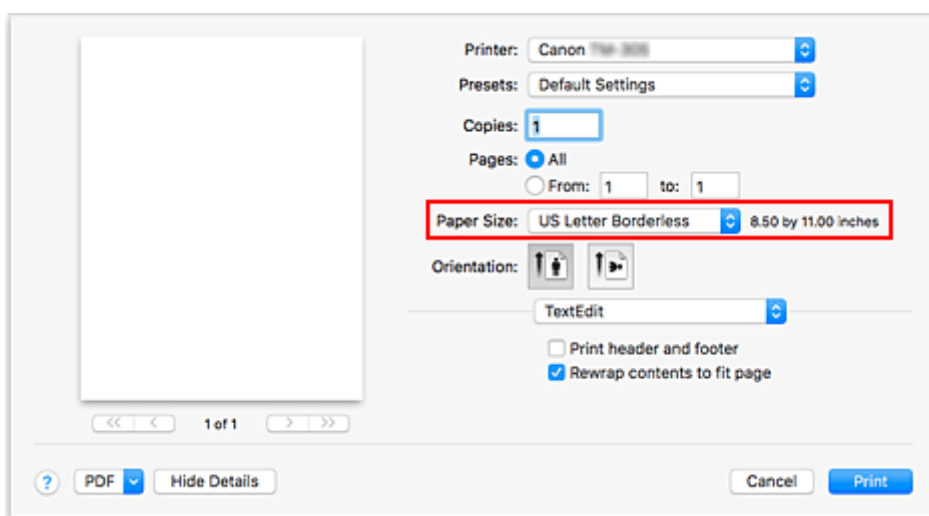 Printer: Canon
Presets: Default Settings
Copies: 1
Pages: All
From: 1 to: 1
Paper Size: US Letter Borderless 8.50 by 11.00 inches
Orientation:
TextEdit
Print header and footer
Rewrap contents to fit page
<< < 1 of 1 > >>
? PDF Hide Details Cancel Print